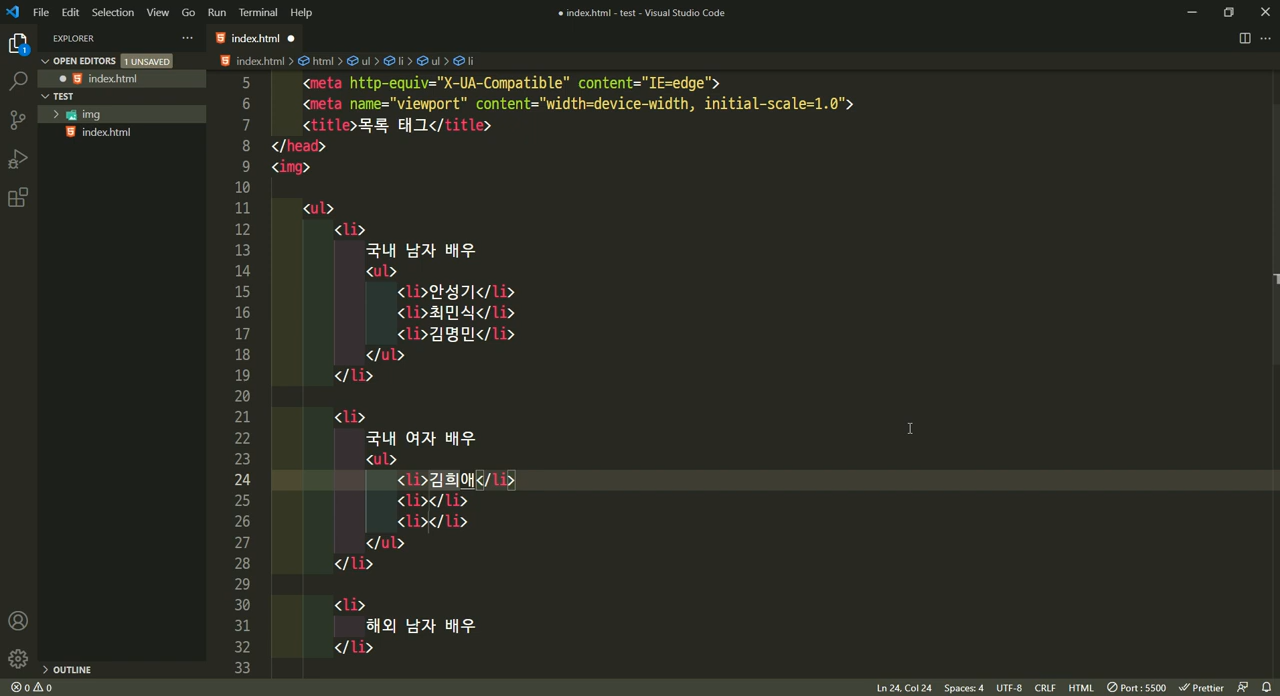 File Edit Selection View Go Run Terminal Help
● index.html - test - Visual Studio Code
EXPLORER ···
index.html ●
OPEN EDITORS 1 UNSAVED
index.html > html > ul > li > ul > li
● index.html
TEST
img
index.html
5 <meta http-equiv="X-UA-Compatible" content="IE=edge">
6 <meta name="viewport" content="width=device-width, initial-scale=1.0">
7 <title>목록 태그</title>
8 </head>
9 <img>
10
11 <ul>
12 <li>
13 국내 남자 배우
14 <ul>
15 <li>안성기</li>
16 <li>최민식</li>
17 <li>김명민</li>
18 </ul>
19 </li>
20
21 <li>
22 국내 여자 배우
23 <ul>
24 <li>김희애</li>
25 <li></li>
26 <li></li>
27 </ul>
28 </li>
29
30 <li>
31 해외 남자 배우
32 </li>
33
1
OUTLINE
0 0
Ln 24, Col 24 Spaces: 4 UTF-8 CRLF HTML Port : 5500 Prettier